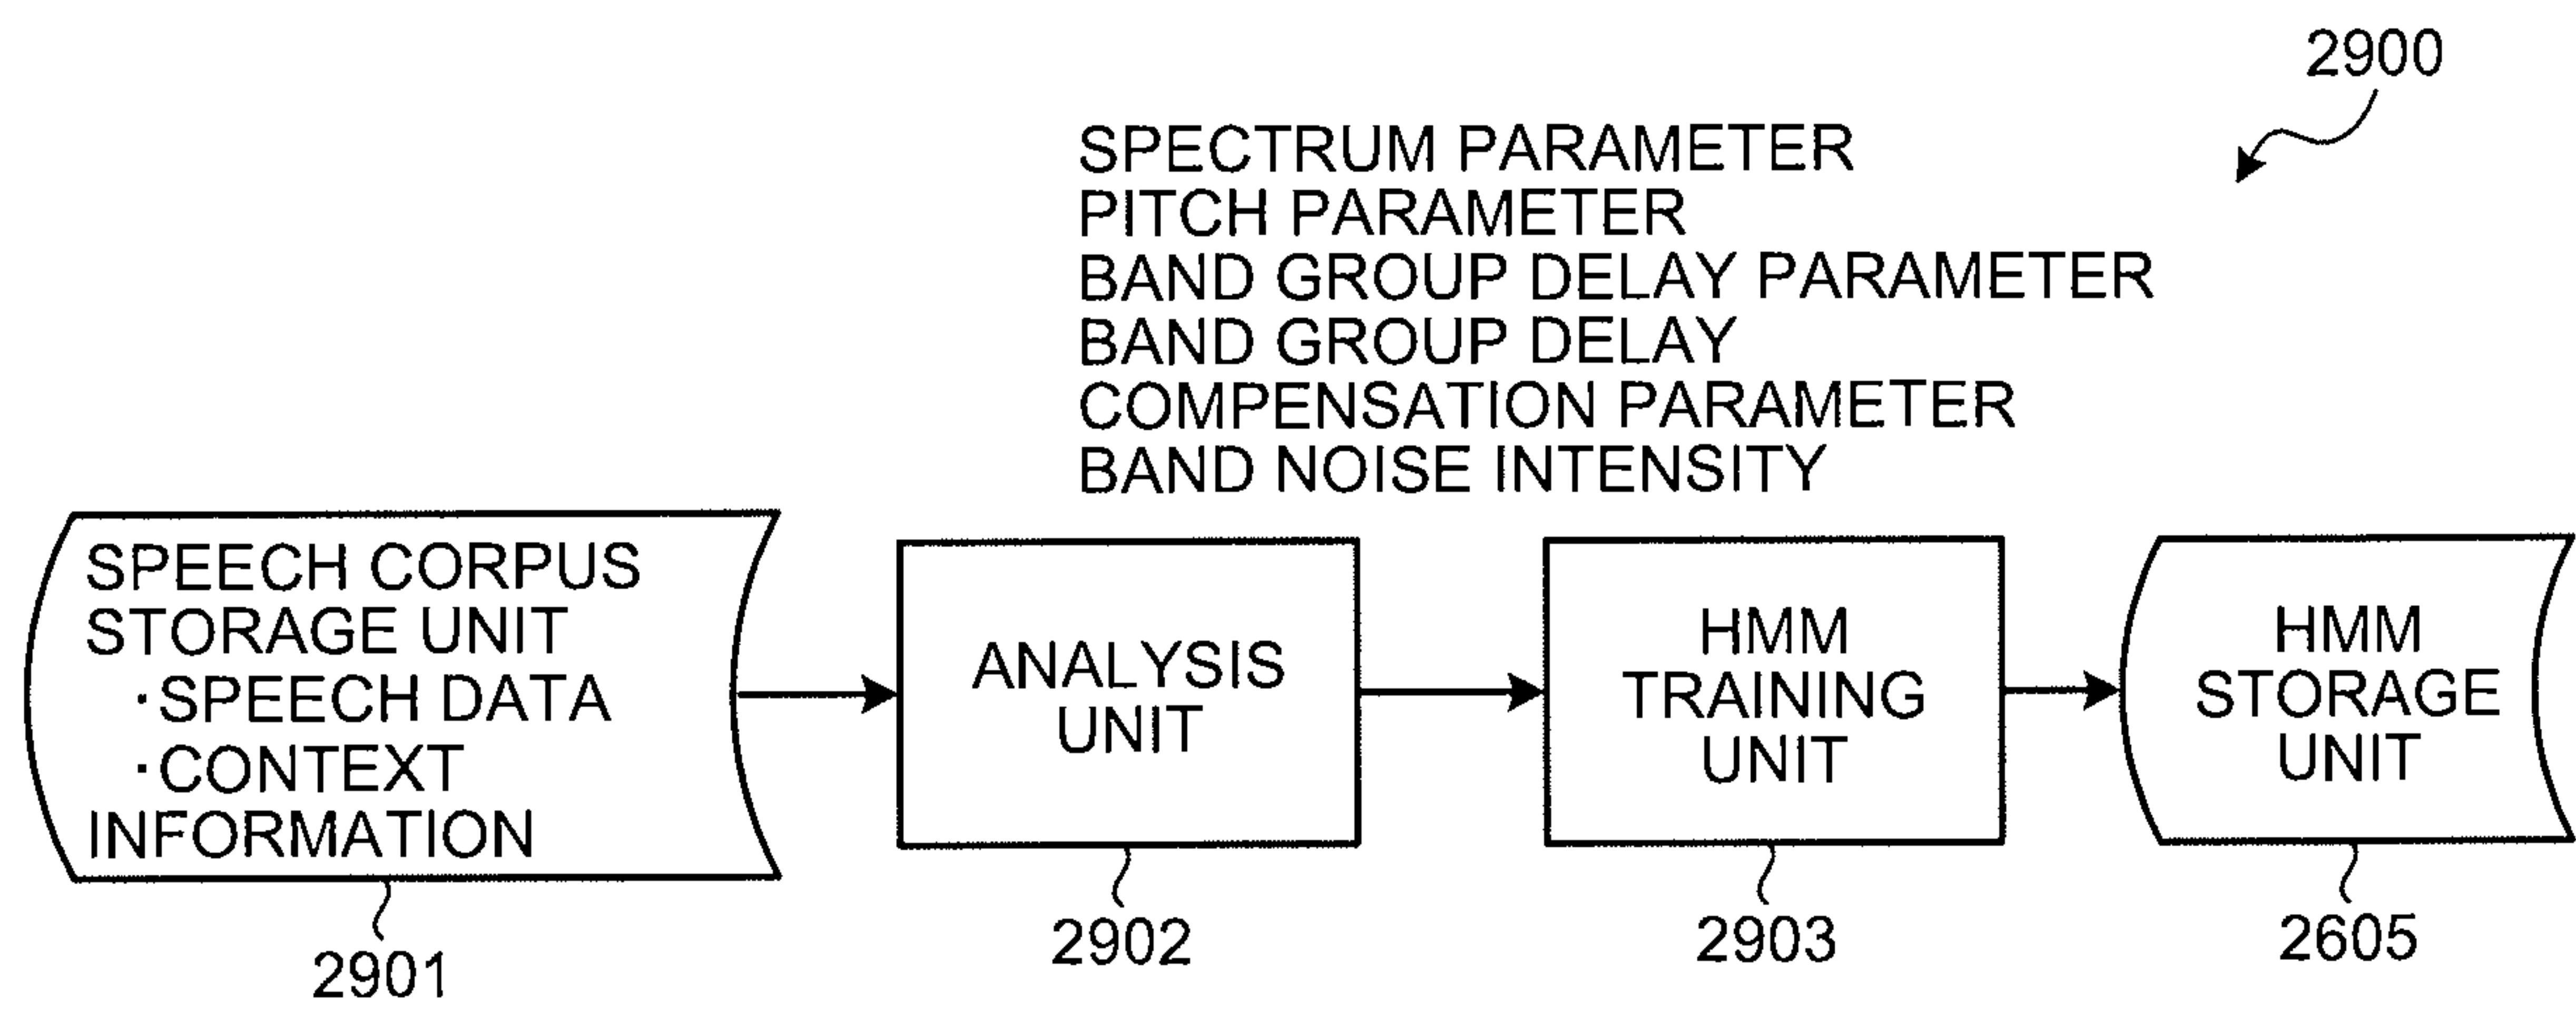 2900
SPECTRUM PARAMETER
PITCH PARAMETER
BAND GROUP DELAY PARAMETER
BAND GROUP DELAY
COMPENSATION PARAMETER
BAND NOISE INTENSITY
SPEECH CORPUS
STORAGE UNIT
・SPEECH DATA
・CONTEXT
INFORMATION
2901
ANALYSIS
UNIT
2902
HMM
TRAINING
UNIT
2903
HMM
STORAGE
UNIT
2605